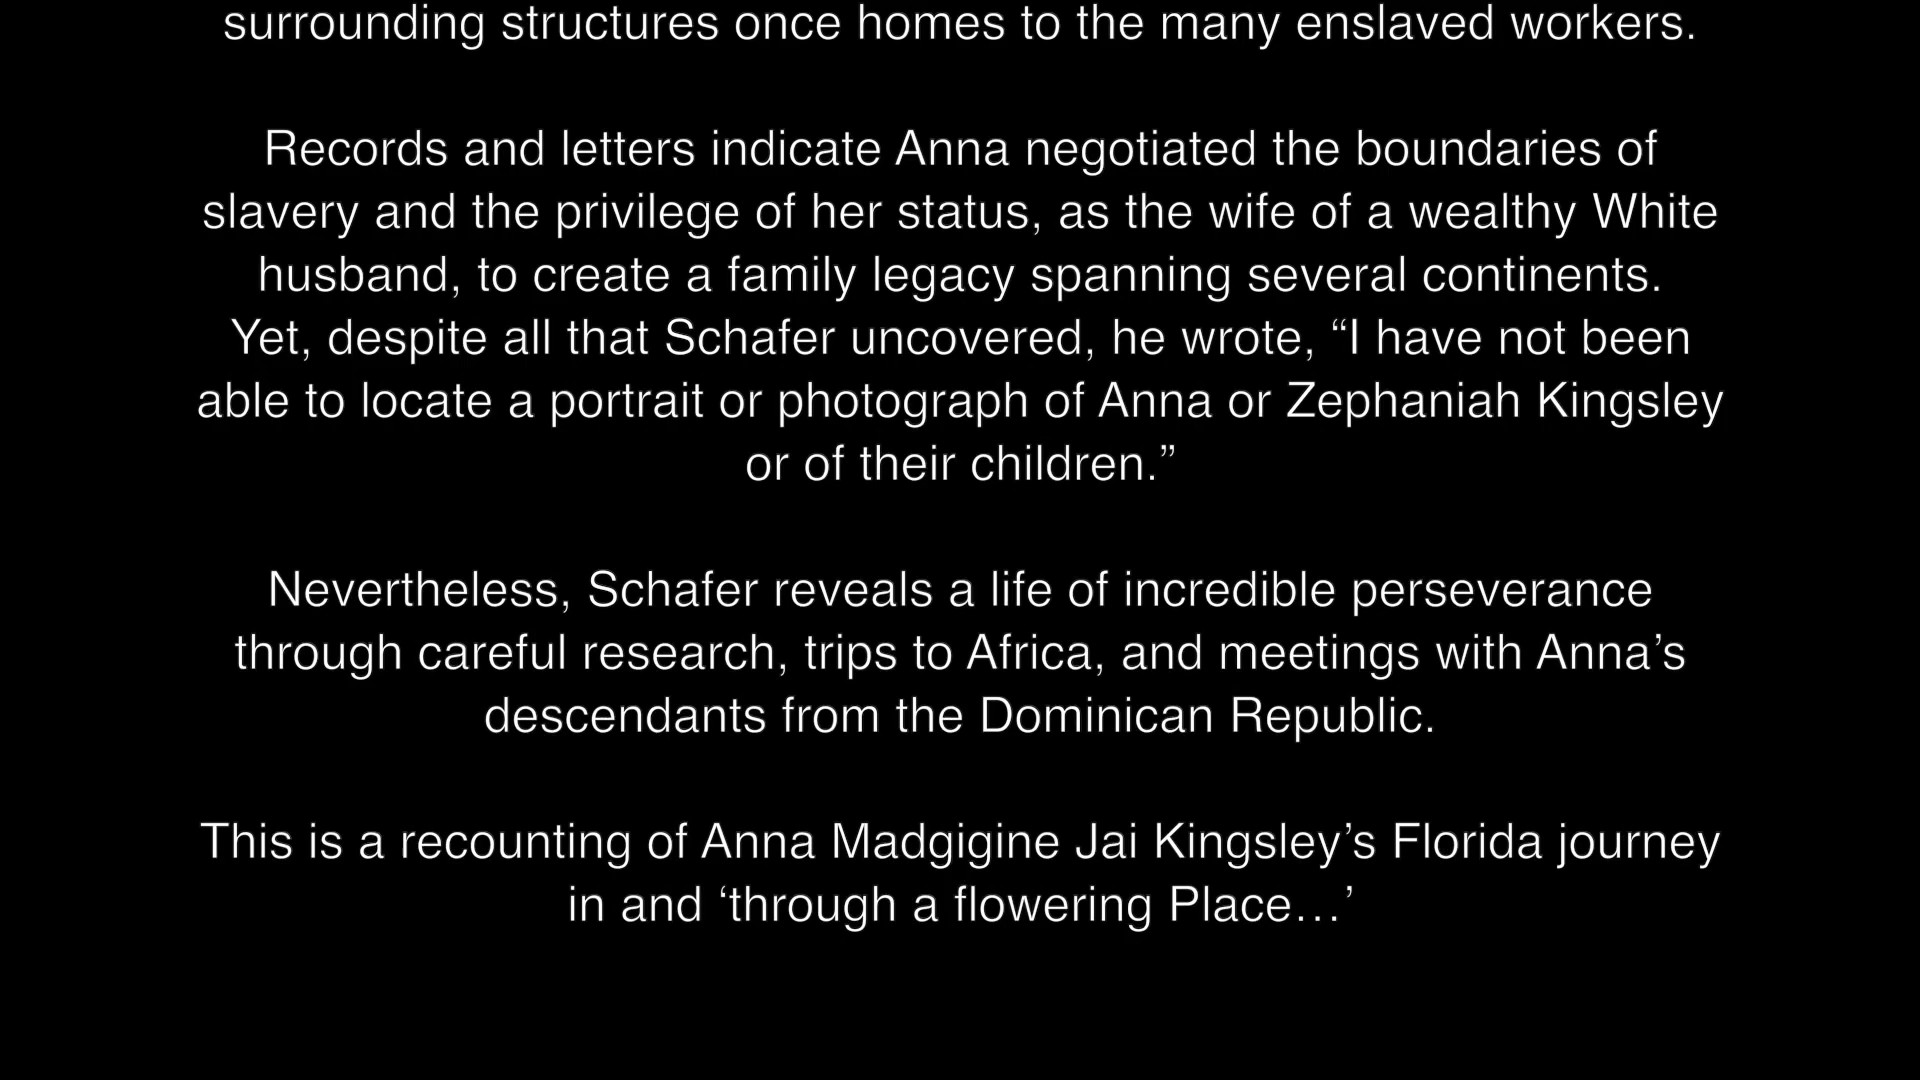 surrounding structures once homes to the many enslaved workers.
Records and letters indicate Anna negotiated the boundaries of
slavery and the privilege of her status, as the wife of a wealthy White
husband, to create a family legacy spanning several continents.
Yet, despite all that Schafer uncovered, he wrote, “I have not been
able to locate a portrait or photograph of Anna or Zephaniah Kingsley
or of their children.”
Nevertheless, Schafer reveals a life of incredible perseverance
through careful research, trips to Africa, and meetings with Anna’s
descendants from the Dominican Republic.
This is a recounting of Anna Madgigine Jai Kingsley’s Florida journey
in and ‘through a flowering Place…’